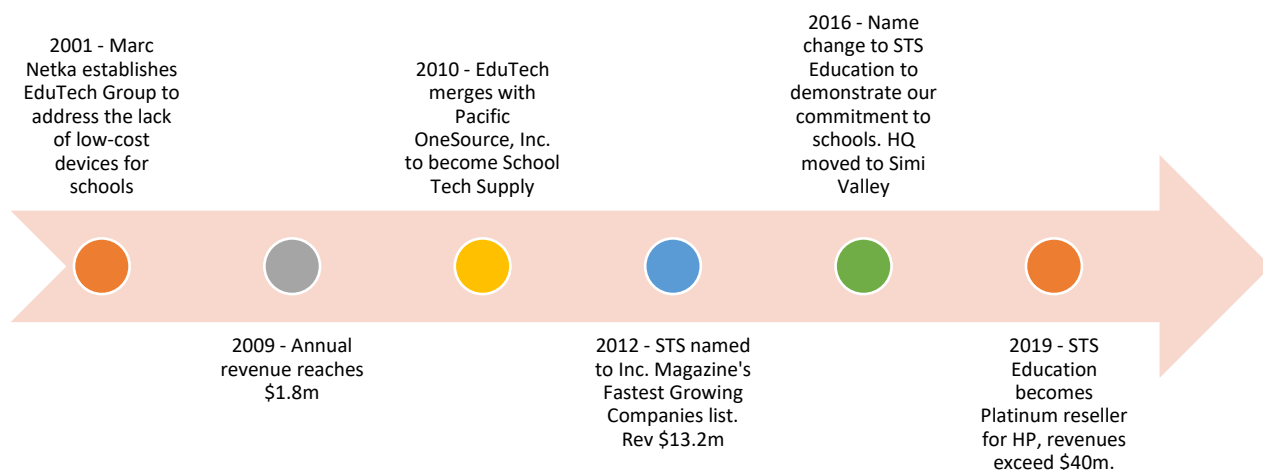 2001 - Marc
Netka establishes
EduTech Group to
address the lack
of low-cost
devices for
schools
2009 - Annual
revenue reaches
$1.8m
2010 - EduTech
merges with
Pacific
OneSource, Inc.
to become School
Tech Supply
2012 - STS named
to Inc. Magazine's
Fastest Growing
Companies list.
Rev $13.2m
2016 - Name
change to STS
Education to
demonstrate our
commitment to
schools. HQ
moved to Simi
Valley
2019 - STS
Education
becomes
Platinum reseller
for HP, revenues
exceed $40m.